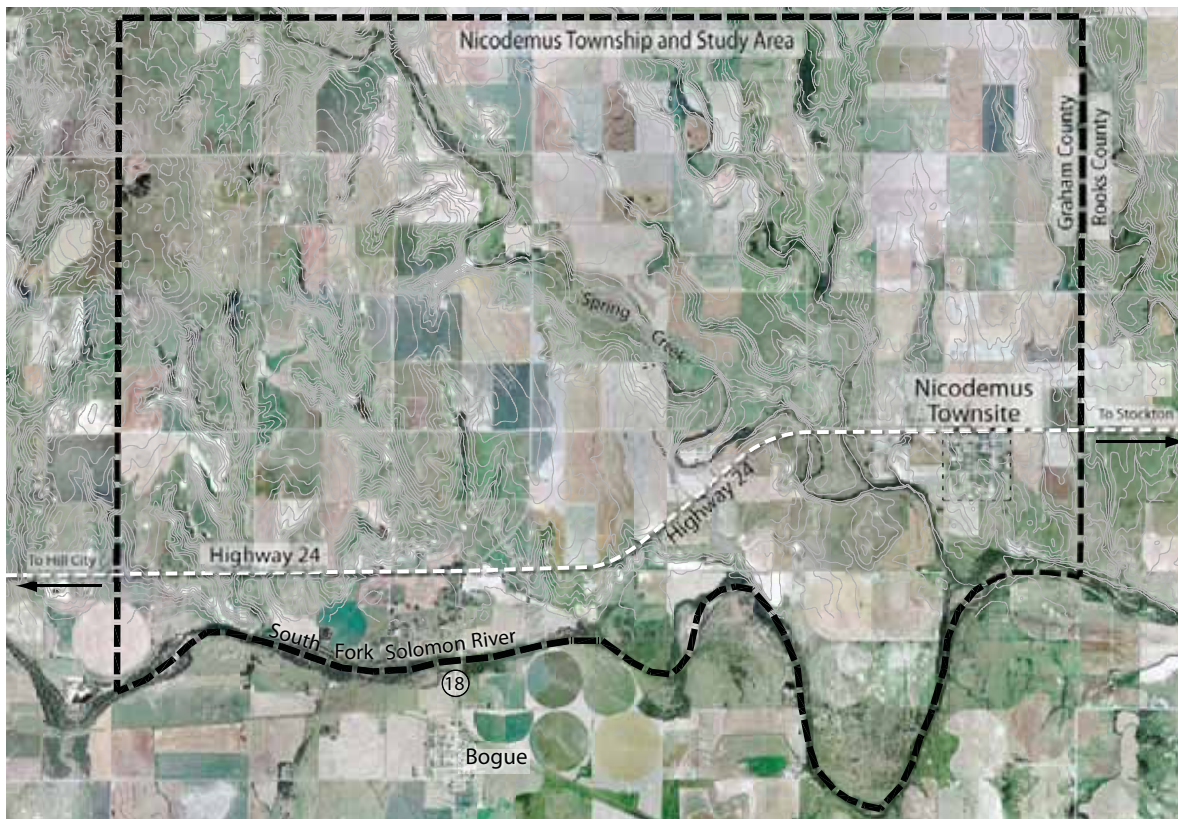 Nicodemus Township and Study Area
Graham County
Rooks County
Spring
Creek
Nicodemus
Townsite
To Stockton
Highway 24
Highway 24
To Hill City
South Fork Solomon River
18
Bogue